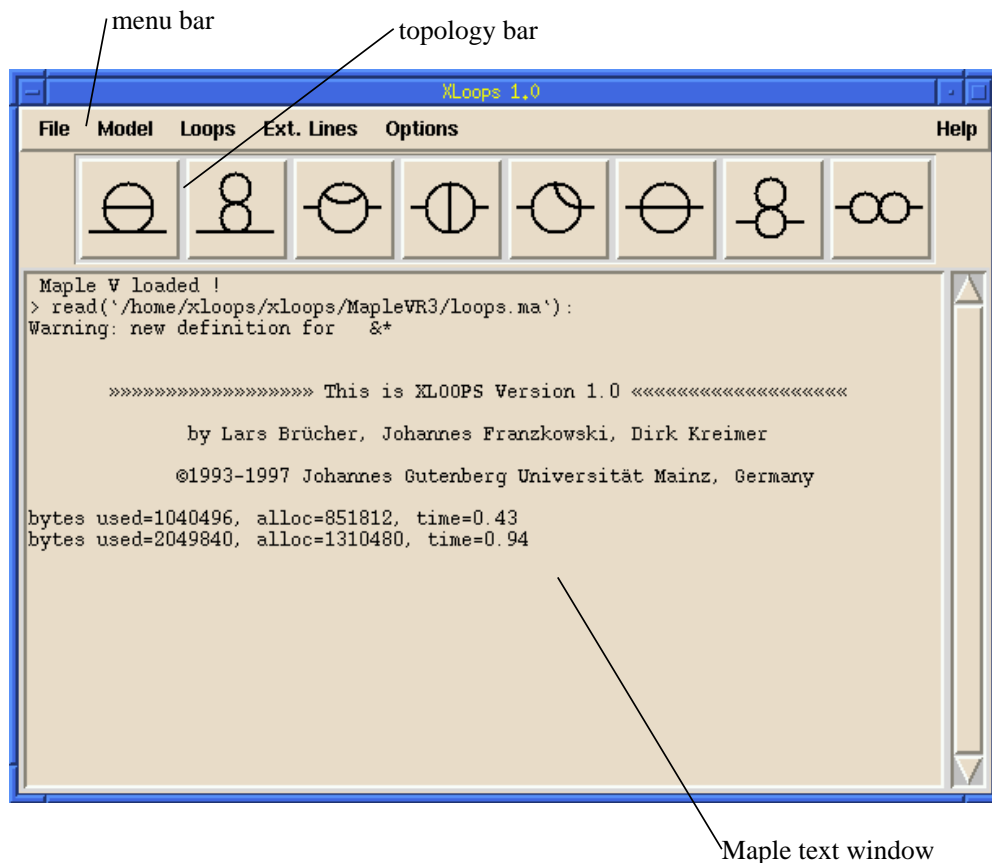 menu bar
topology bar
XLoops 1.0
File Model Loops Ext. Lines Options Help
Maple V loaded !
> read(`/home/xloops/xloops/MapleVR3/loops.ma`):
Warning: new definition for   &*
»»»»»»»»»»»»»»»»»» This is XLOOPS Version 1.0 «««««««««««««««««««
by Lars Brücher, Johannes Franzkowski, Dirk Kreimer
©1993-1997 Johannes Gutenberg Universität Mainz, Germany
bytes used=1040496, alloc=851812, time=0.43
bytes used=2049840, alloc=1310480, time=0.94
Maple text window